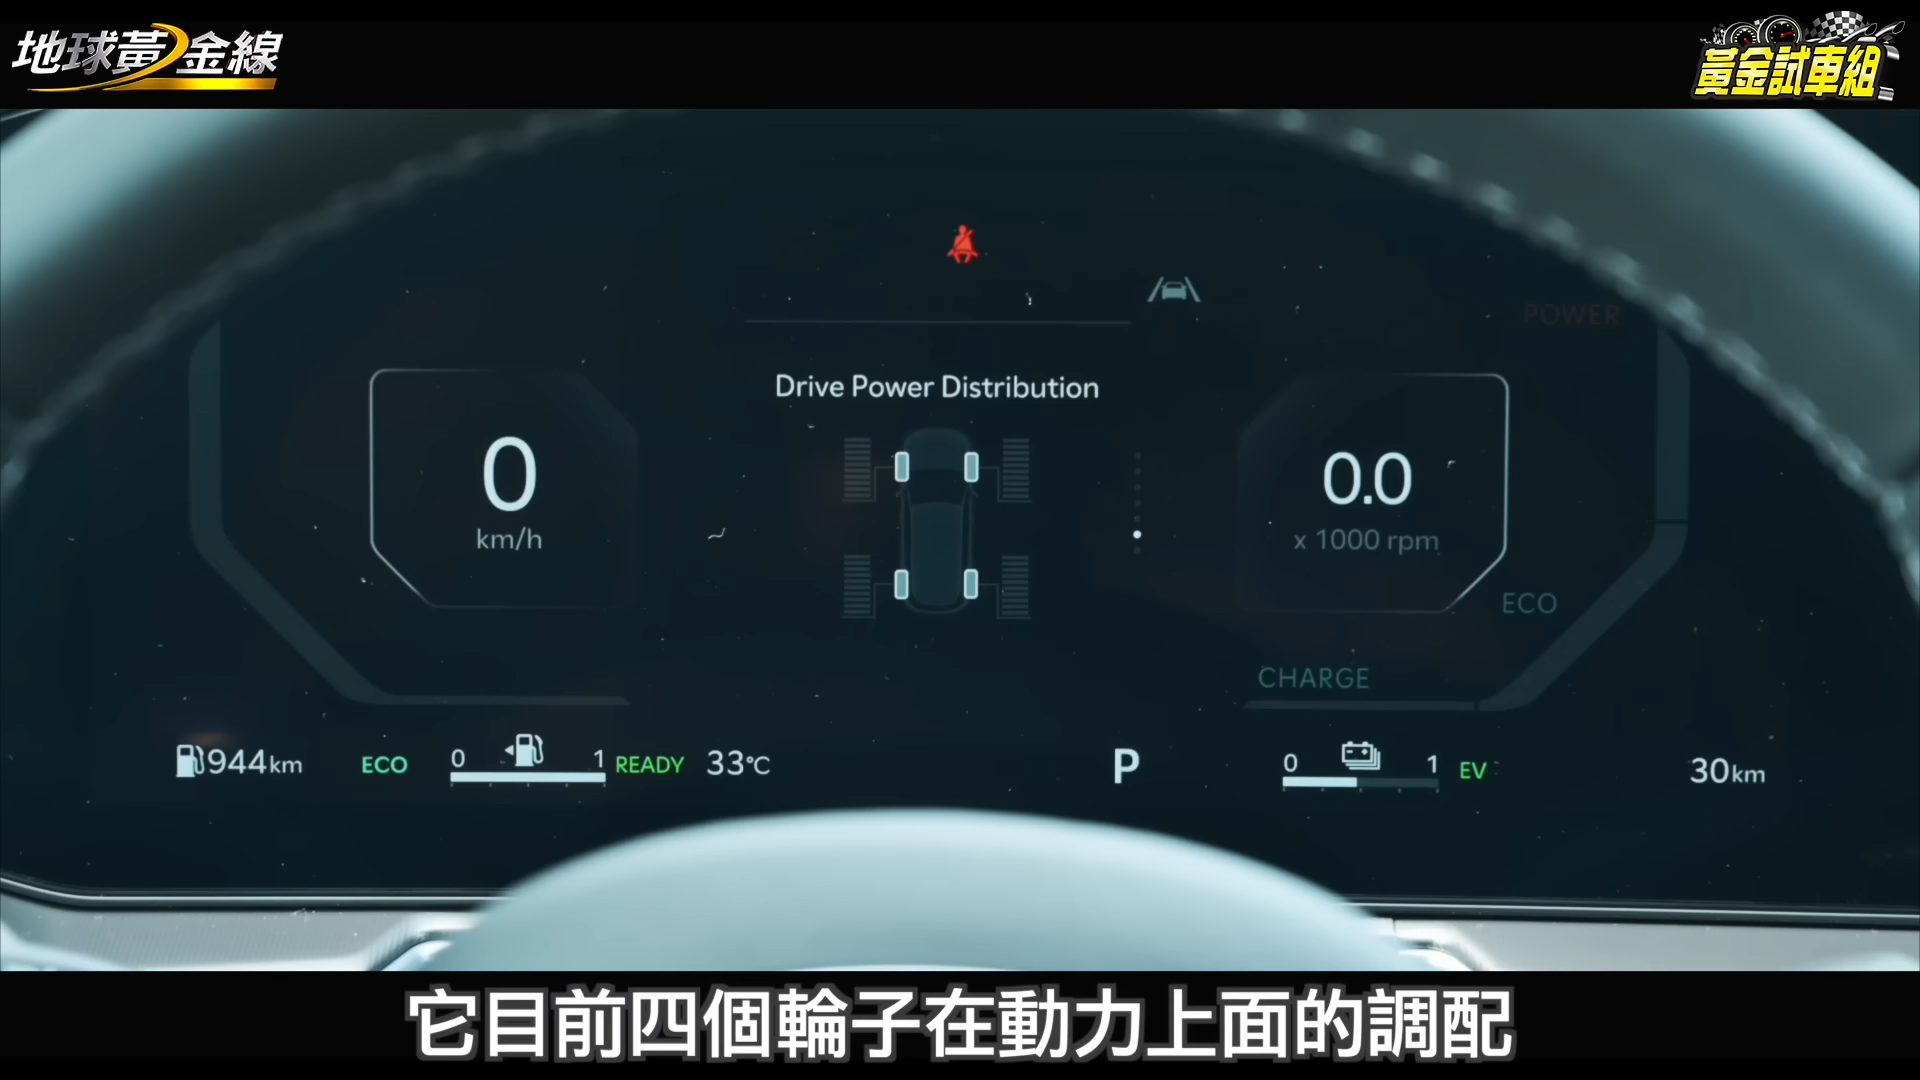 地球黃金線
黃金試車組
POWER
Drive Power Distribution
0
km/h
0.0
x 1000 rpm
ECO
CHARGE
944km
ECO
0 1
READY
33°C
P
0 1
EV
30km
它目前四個輪子在動力上面的調配